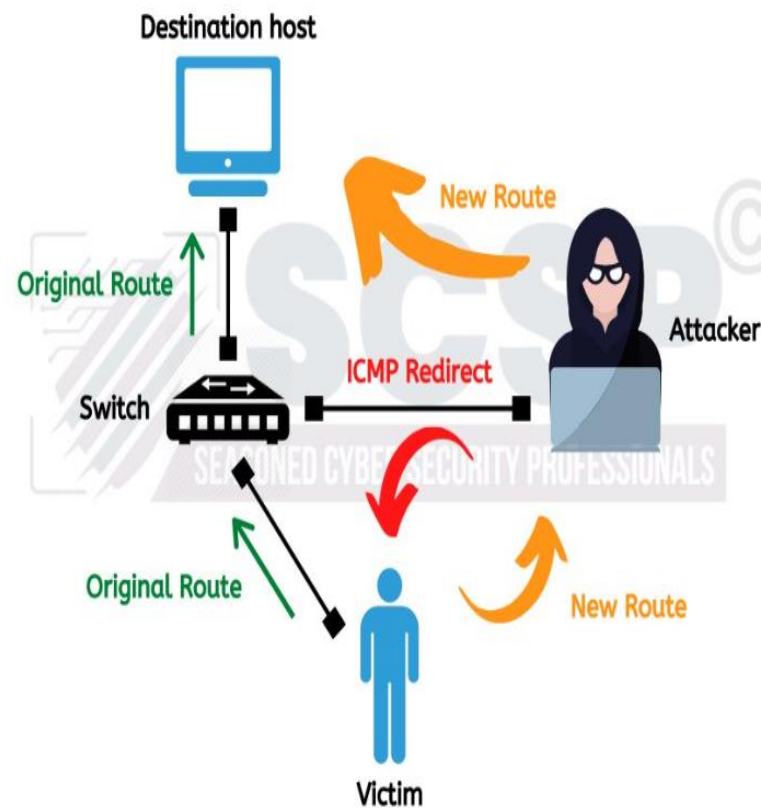 Destination host
New Route
©
SCSP
Original Route
Attacker
ICMP Redirect
Switch
SEASONED CYBER SECURITY PROFESSIONALS
Original Route
New Route
Victim